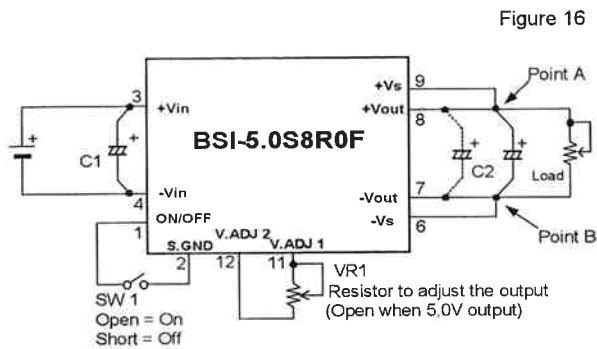 Figure 16
9
Point A
+Vs
3
+Vin
+Vout
8
BSI-5.0S8R0F
+
+
+
+
C1
C2
Load
-Vin
-Vout
7
4
ON/OFF
-Vs
6
1
V.ADJ 2
Point B
S.GND
V.ADJ 1
2
12
11
VR1
SW 1
Resistor to adjust the output
Open = On
(Open when 5,0V output)
Short = Off